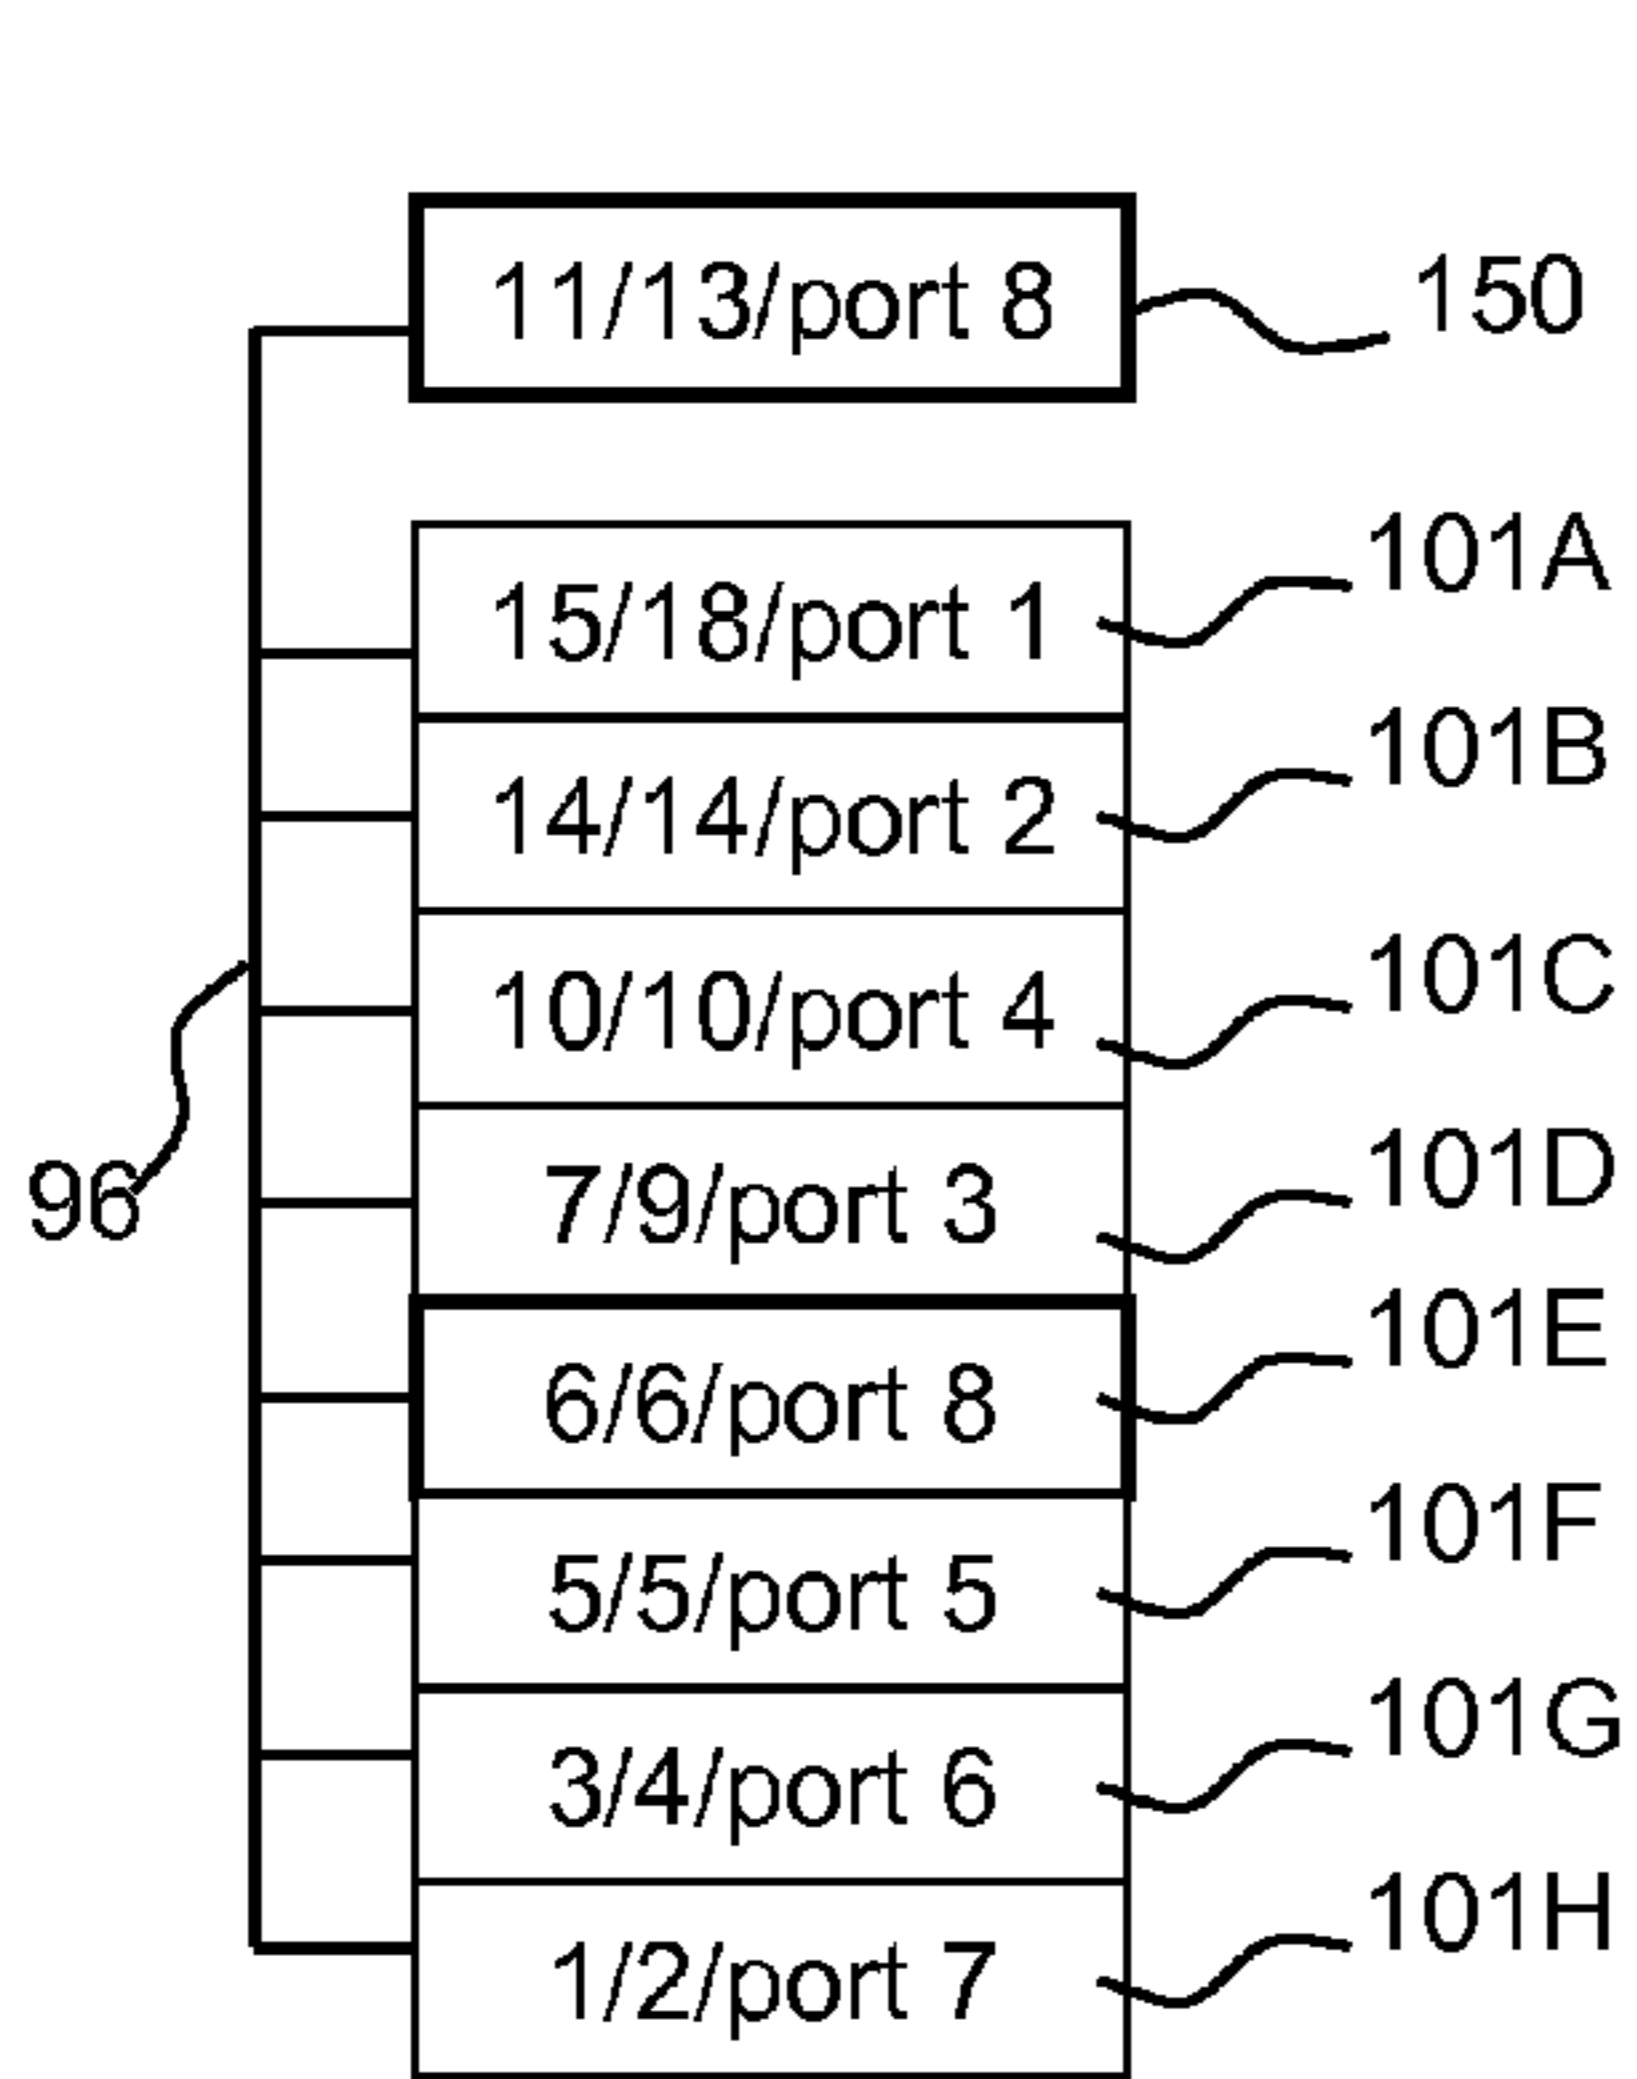 11/13/port 8
150
15/18/port 1
101A
14/14/port 2
101B
10/10/port 4
101C
7/9/port 3
101D
96
6/6/port 8
101E
5/5/port 5
101F
3/4/port 6
101G
1/2/port 7
101H